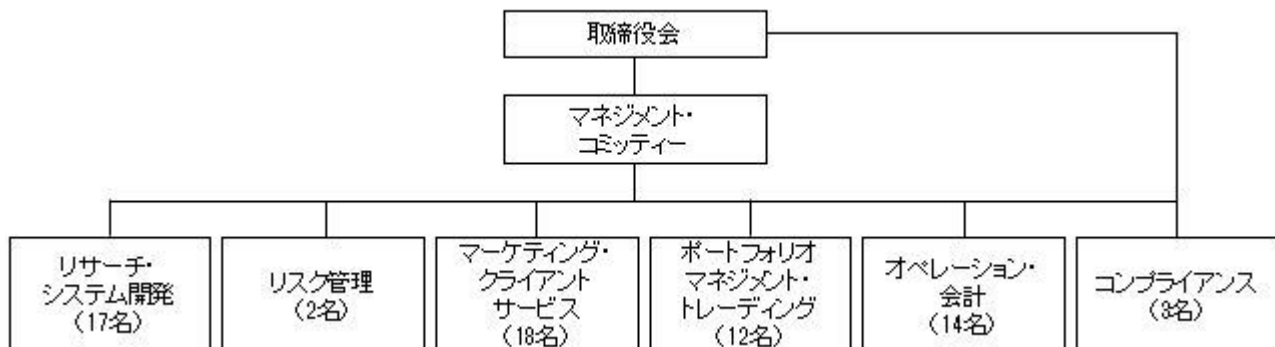 取締役会
マネジメント・
コミッティー
リサーチ・
システム開発
(17名)
リスク管理
(2名)
マーケティング・
クライアント
サービス
(18名)
ポートフォリオ
マネジメント・
トレーディング
(12名)
オペレーション・
会計
(14名)
コンプライアンス
(3名)